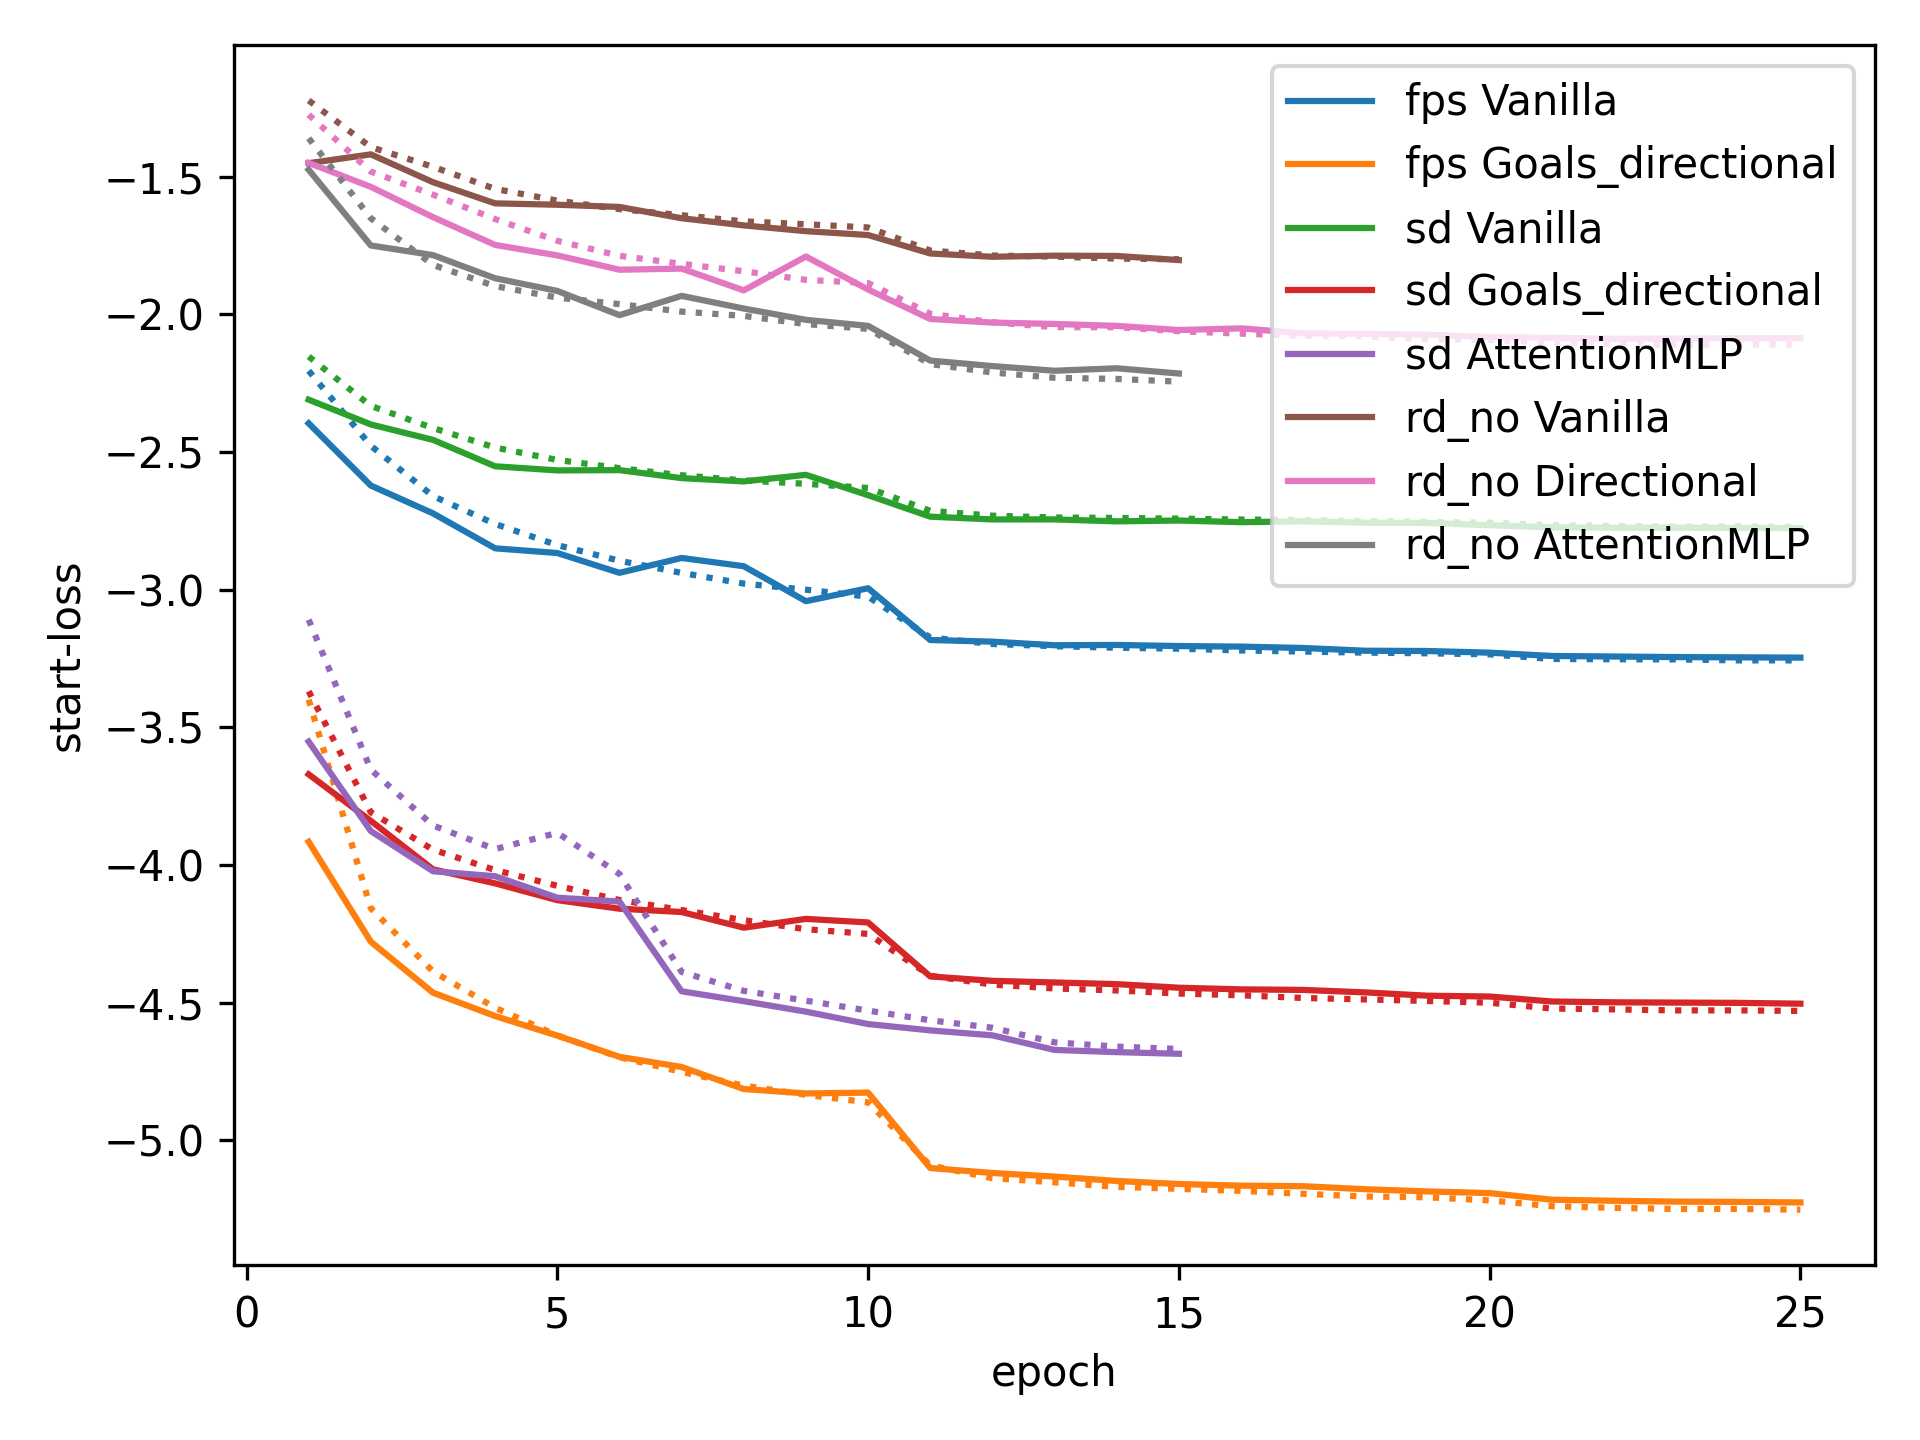 fps Vanilla
fps Goals_directional
sd Vanilla
sd Goals_directional
sd AttentionMLP
rd_no Vanilla
rd_no Directional
rd_no AttentionMLP
−1.5
−2.0
−2.5
−3.0
−3.5
−4.0
−4.5
−5.0
start-loss
0 5 10 15 20 25
epoch